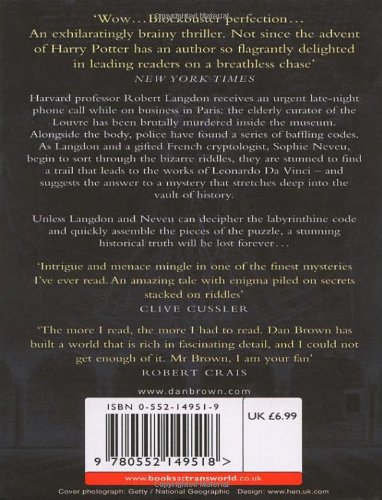 ‘Wow...Blockbuster perfection...
An exhilaratingly brainy thriller. Not since the advent
of Harry Potter has an author so flagrantly delighted
in leading readers on a breathless chase’
NEW YORK TIMES
Harvard professor Robert Langdon receives an urgent late-night
phone call while on business in Paris: the elderly curator of the
Louvre has been brutally murdered inside the museum.
Alongside the body, police have found a series of baffling codes.
As Langdon and a gifted French cryptologist, Sophie Neveu,
begin to sort through the bizarre riddles, they are stunned to find
a trail that leads to the works of Leonardo Da Vinci – and
suggests the answer to a mystery that stretches deep into the
vault of history.
Unless Langdon and Neveu can decipher the labyrinthine code
and quickly assemble the pieces of the puzzle, a stunning
historical truth will be lost forever...
‘Intrigue and menace mingle in one of the finest mysteries
I’ve ever read. An amazing tale with enigma piled on secrets
stacked on riddles’
CLIVE CUSSLER
‘The more I read, the more I had to read. Dan Brown has
built a world that is rich in fascinating detail, and I could
not get enough of it. Mr Brown, I am your fan’
ROBERT CRAIS
www.danbrown.com
ISBN 0-552-14951-9
UK £6.99
9 780552 149518 >
www.booksattransworld.co.uk
Cover photograph: Getty / National Geographic Design: www.hen.uk.com